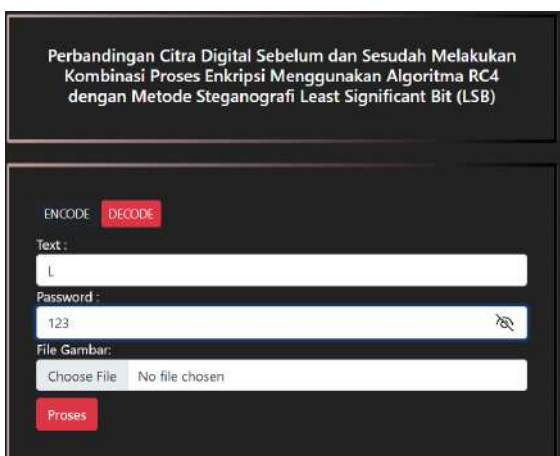 Perbandingan Citra Digital Sebelum dan Sesudah Melakukan
Kombinasi Proses Enkripsi Menggunakan Algoritma RC4
dengan Metode Steganografi Least Significant Bit (LSB)
ENCODE DECODE
Text :
L
Password :
123
File Gambar:
Choose File No file chosen
Proses